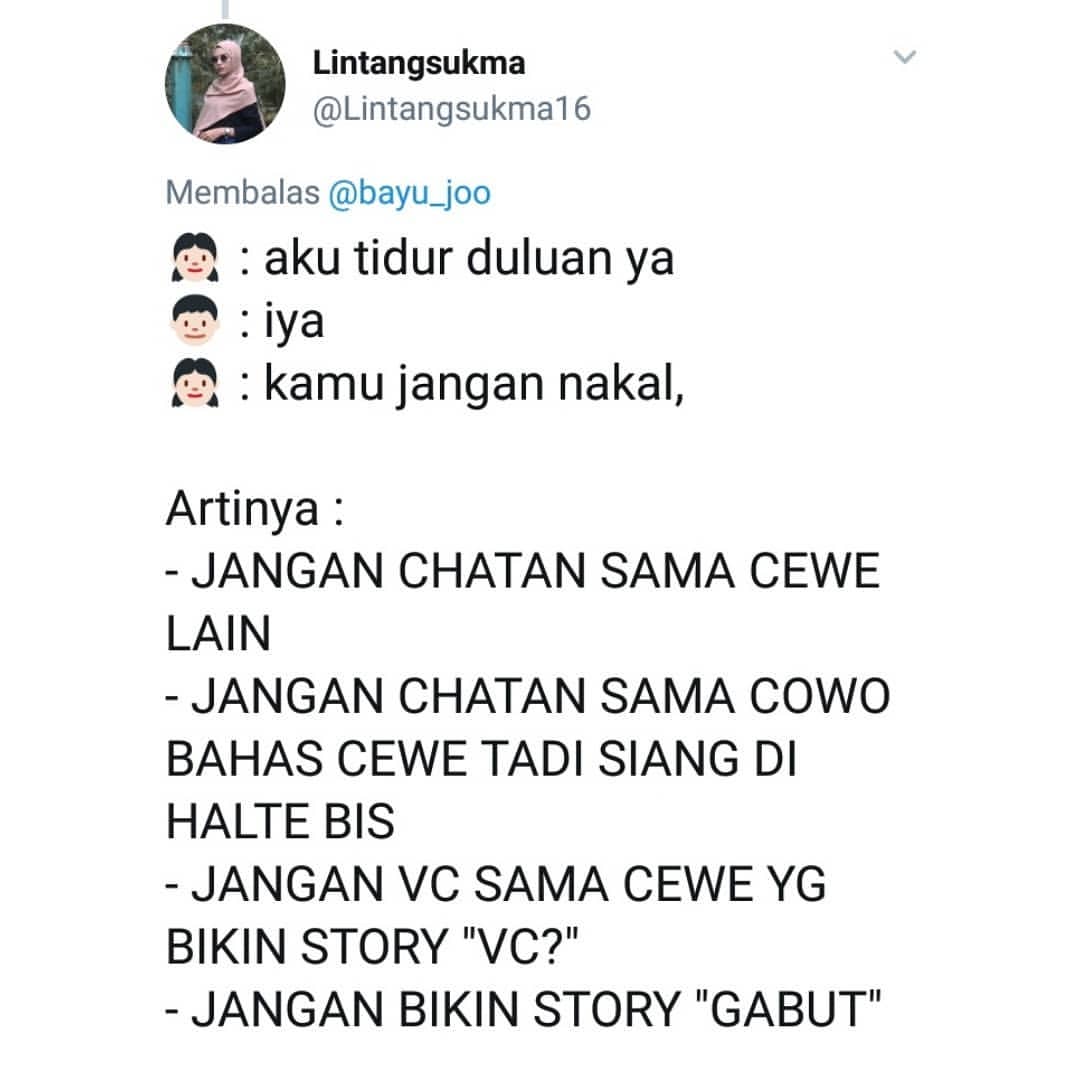 Lintangsukma
@Lintangsukma16
Membalas @bayu_joo
👧🏻 : aku tidur duluan ya
👦🏻 : iya
👧🏻 : kamu jangan nakal,
Artinya :
- JANGAN CHATAN SAMA CEWE
LAIN
- JANGAN CHATAN SAMA COWO
BAHAS CEWE TADI SIANG DI
HALTE BIS
- JANGAN VC SAMA CEWE YG
BIKIN STORY "VC?"
- JANGAN BIKIN STORY "GABUT"